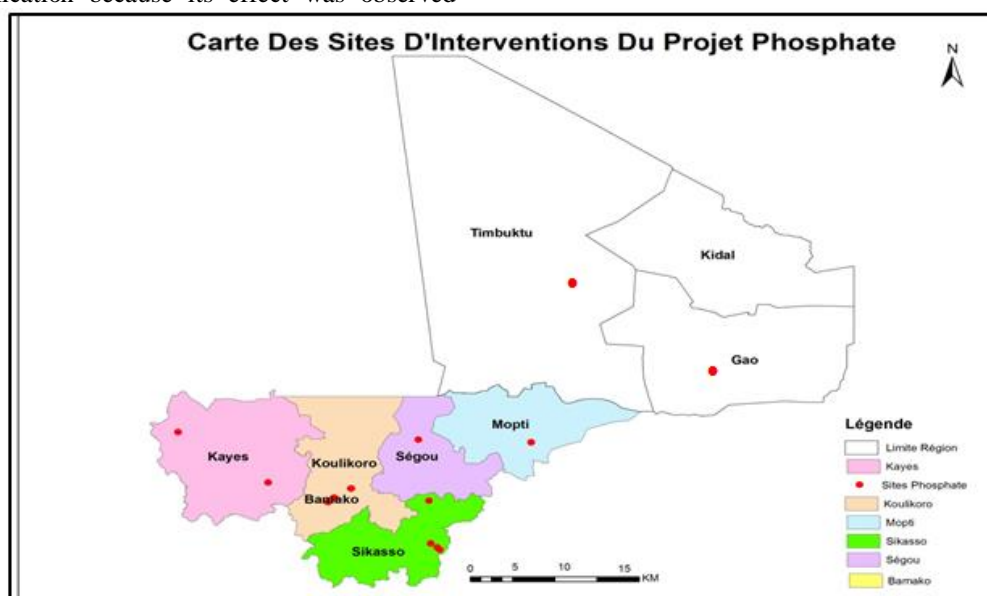 ication because its effect was observed
Carte Des Sites D'Interventions Du Projet Phosphate
N
Timbuktu
Kidal
Gao
Mopti
Kayes
Koulikoro
Ségou
Bamako
Sikasso
Légende
Limite Région
Kayes
Sites Phosphate
Koulikoro
Mopti
Sikasso
Ségou
Bamako
0 5 10 15
KM